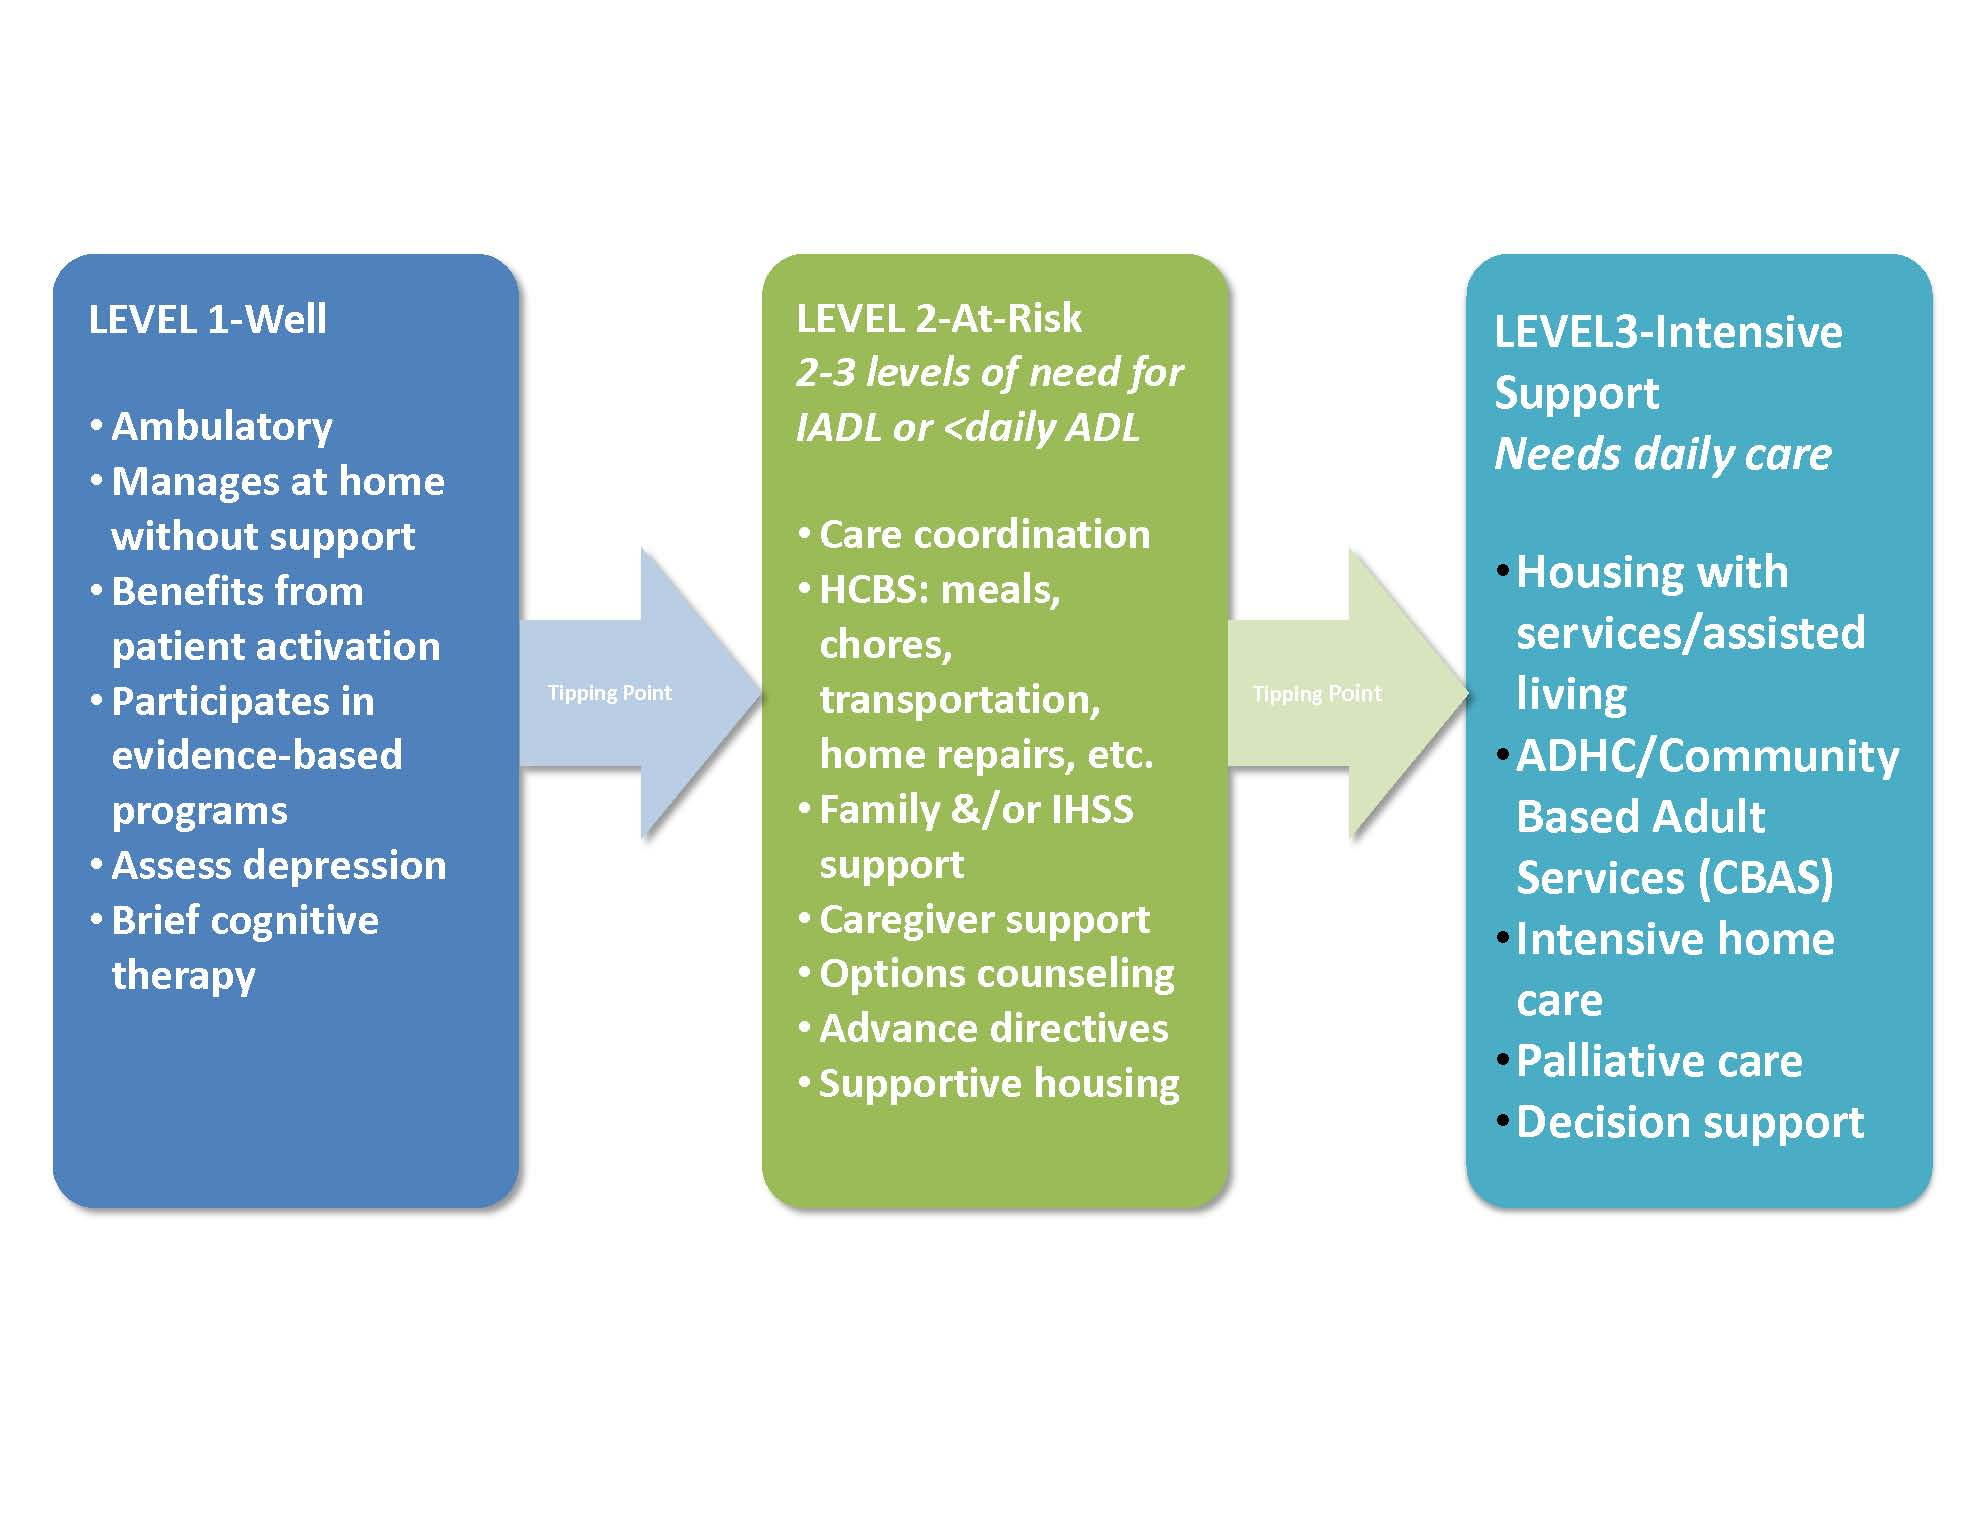 LEVEL 1-Well
• Ambulatory
• Manages at home
without support
• Benefits from
patient activation
• Participates in
evidence-based
programs
• Assess depression
• Brief cognitive
therapy
Tipping Point
LEVEL 2-At-Risk
2-3 levels of need for
IADL or <daily ADL
• Care coordination
• HCBS: meals,
chores,
transportation,
home repairs, etc.
• Family &/or IHSS
support
• Caregiver support
• Options counseling
• Advance directives
• Supportive housing
Tipping Point
LEVEL3-Intensive
Support
Needs daily care
• Housing with
services/assisted
living
• ADHC/Community
Based Adult
Services (CBAS)
• Intensive home
care
• Palliative care
• Decision support